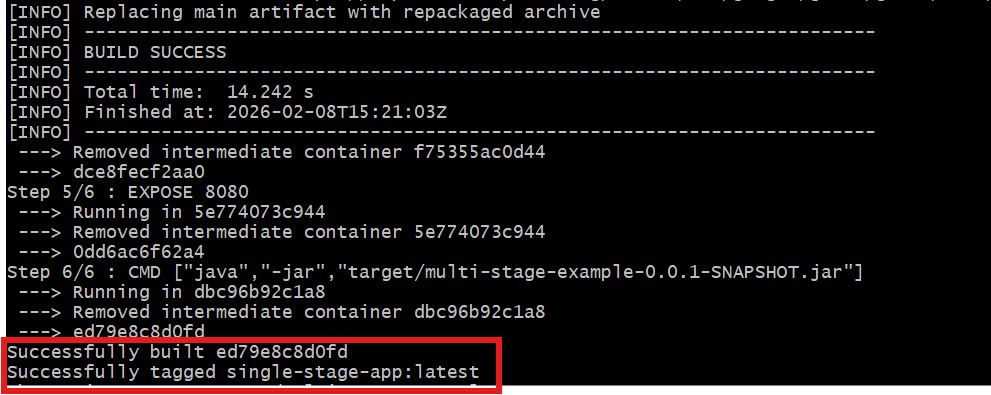 [INFO] Replacing main artifact with repackaged archive
[INFO] ------------------------------------------------------------------------
[INFO] BUILD SUCCESS
[INFO] ------------------------------------------------------------------------
[INFO] Total time:  14.242 s
[INFO] Finished at: 2026-02-08T15:21:03Z
[INFO] ------------------------------------------------------------------------
 ---> Removed intermediate container f75355ac0d44
 ---> dce8fecf2aa0
Step 5/6 : EXPOSE 8080
 ---> Running in 5e774073c944
 ---> Removed intermediate container 5e774073c944
 ---> 0dd6ac6f62a4
Step 6/6 : CMD ["java","-jar","target/multi-stage-example-0.0.1-SNAPSHOT.jar"]
 ---> Running in dbc96b92c1a8
 ---> Removed intermediate container dbc96b92c1a8
 ---> ed79e8c8d0fd
Successfully built ed79e8c8d0fd
Successfully tagged single-stage-app:latest